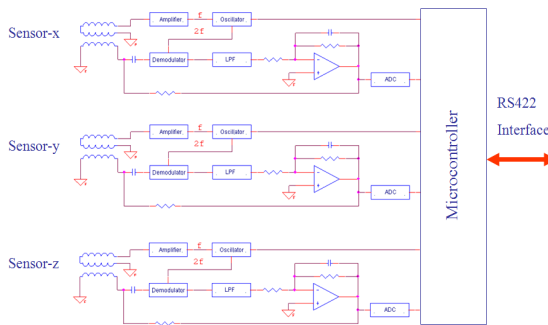 Sensor-x
Amplifier.
f
Oscillator
2f
Demodulator
LPF
ADC
Sensor-y
Amplifier.
f
Oscillator
2f
Demodulator
LPF
ADC
Sensor-z
Amplifier.
f
Oscillator
2f
Demodulator
LPF
ADC
Microcontroller
RS422
Interface